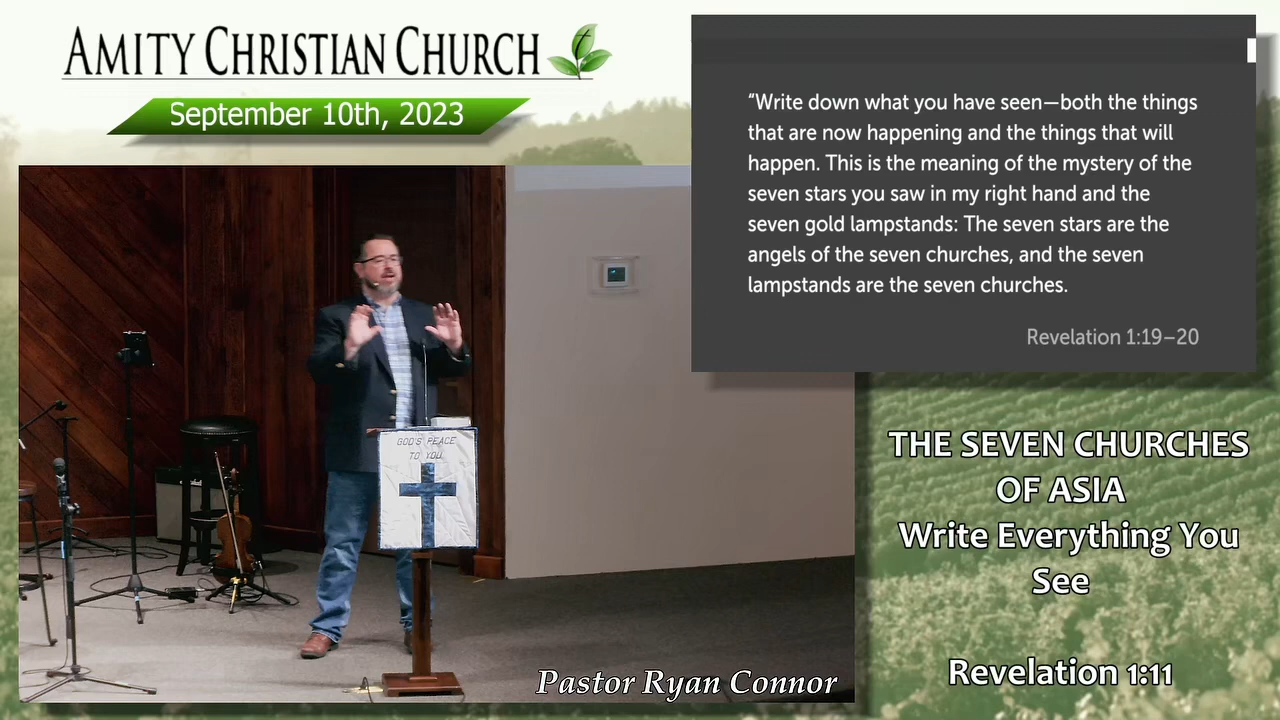 AMITY CHRISTIAN CHURCH
September 10th, 2023
“Write down what you have seen—both the things
that are now happening and the things that will
happen. This is the meaning of the mystery of the
seven stars you saw in my right hand and the
seven gold lampstands: The seven stars are the
angels of the seven churches, and the seven
lampstands are the seven churches.
Revelation 1:19–20
GOD'S PEACE
TO YOU
THE SEVEN CHURCHES
OF ASIA
Write Everything You
See
Revelation 1:11
Pastor Ryan Connor